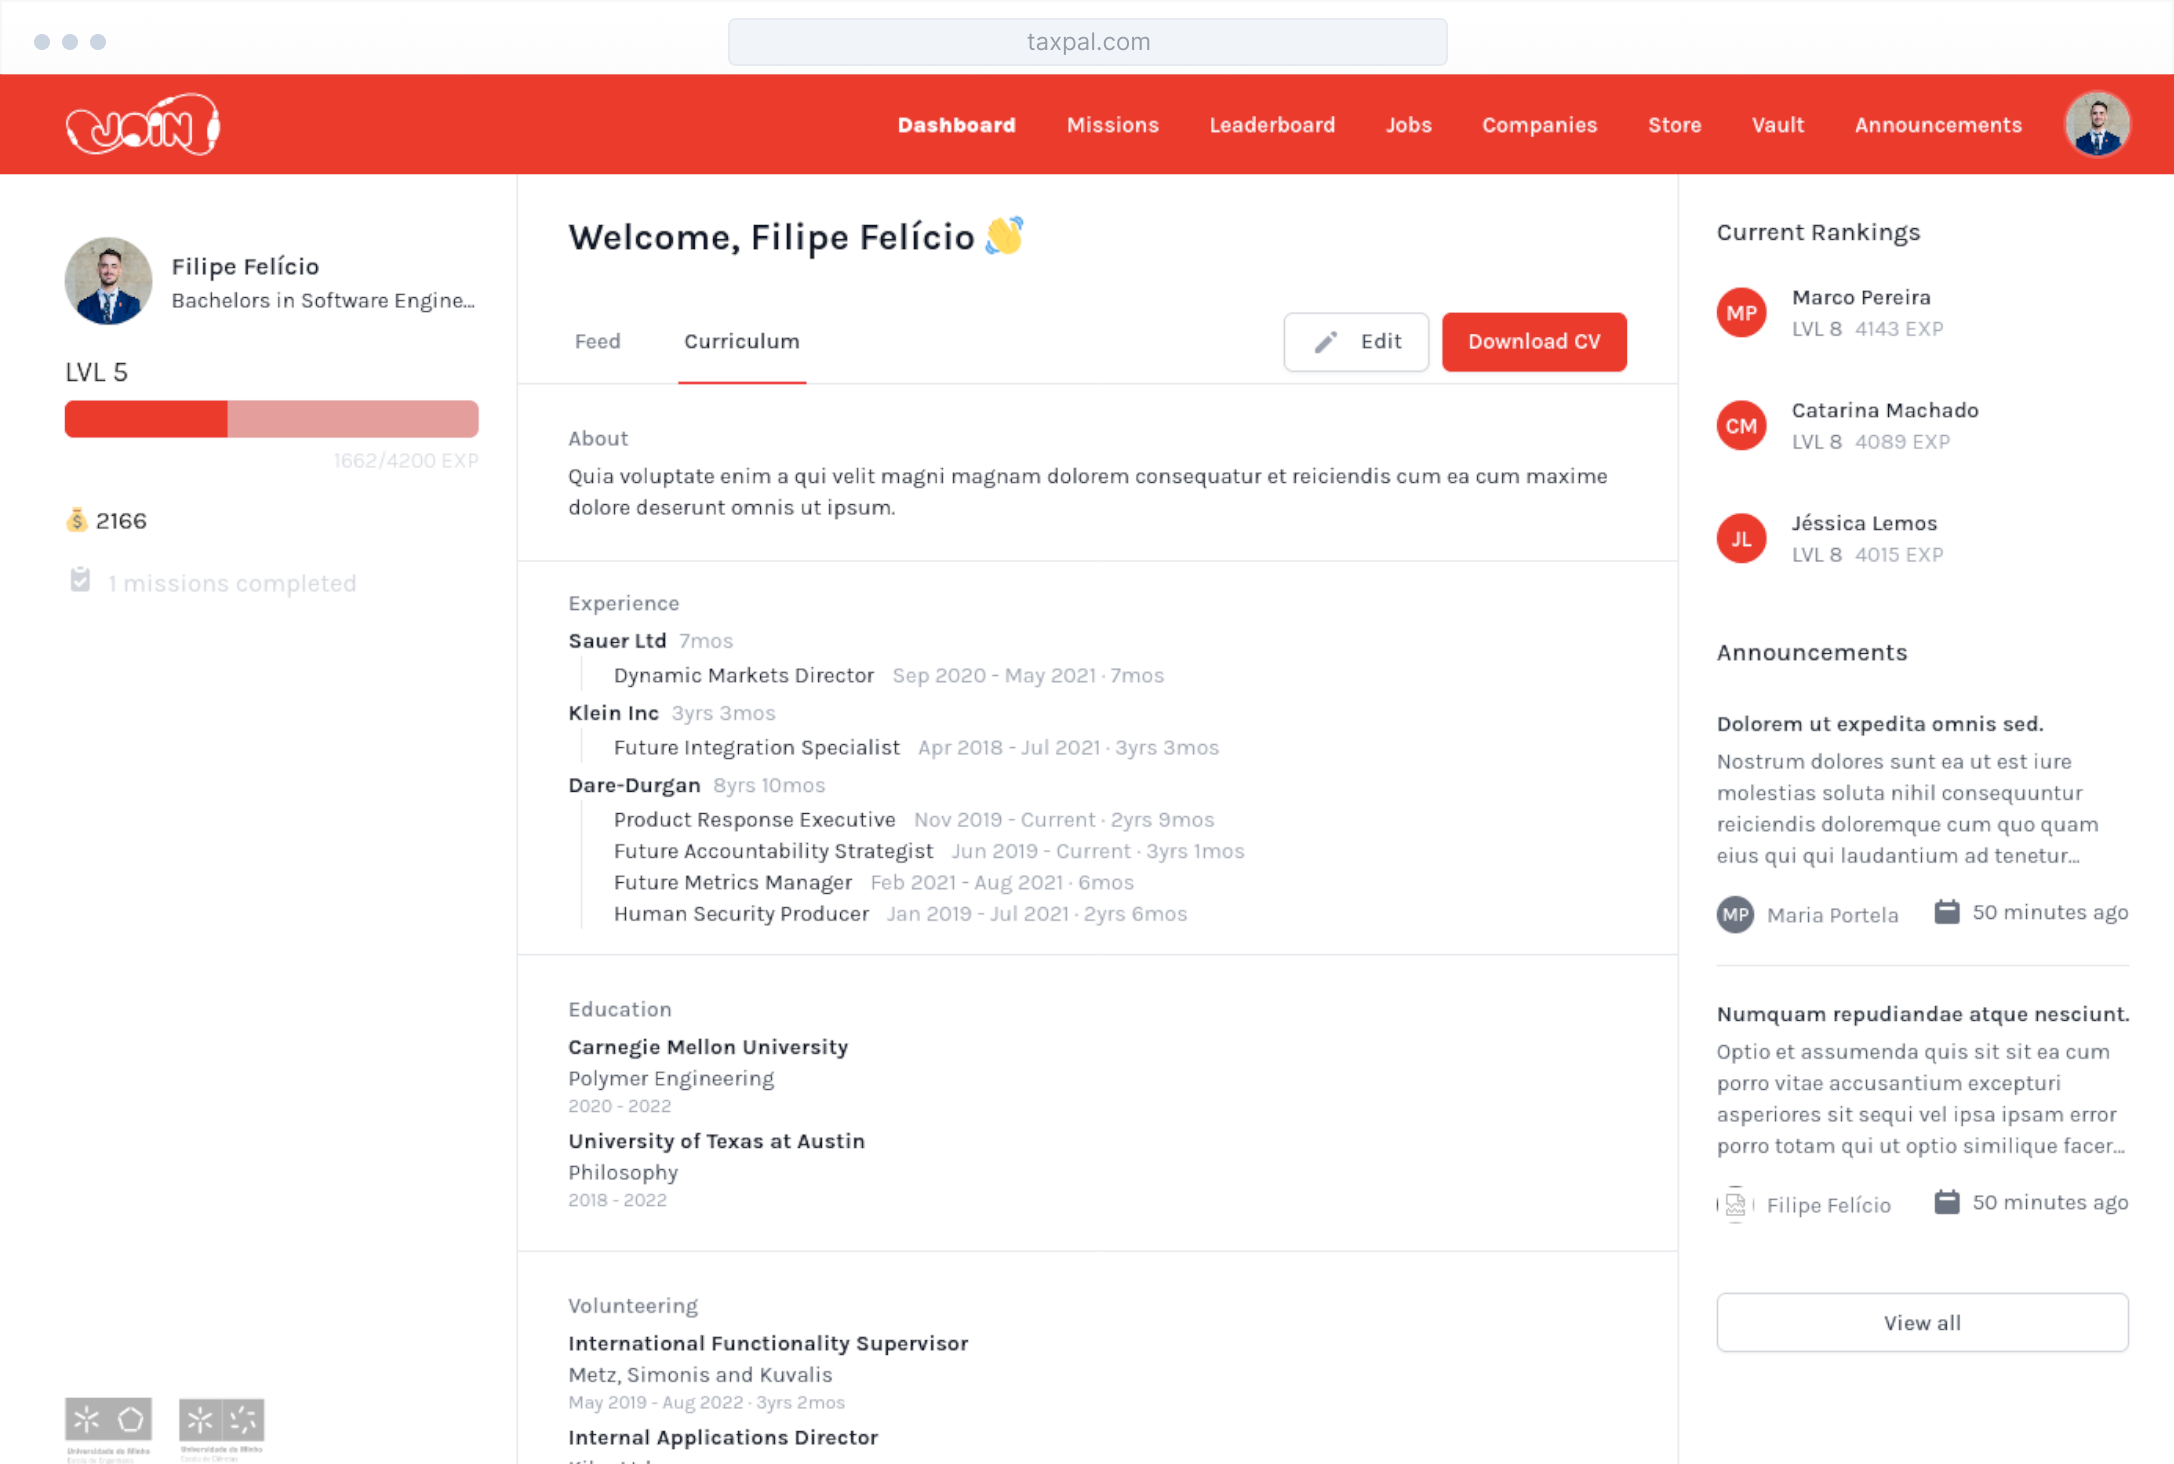 taxpal.com
JOIN
Dashboard Missions Leaderboard Jobs Companies Store Vault Announcements
Filipe Felício
Bachelors in Software Engine...
LVL 5
1662/4200 EXP
2166
1 missions completed
Universidade do Minho
Escola de Engenharia
Universidade do Minho
Escola de Ciências
Welcome, Filipe Felício 👋
Feed Curriculum Edit Download CV
About
Quia voluptate enim a qui velit magni magnam dolorem consequatur et reiciendis cum ea cum maxime
dolore deserunt omnis ut ipsum.
Experience
Sauer Ltd 7mos
Dynamic Markets Director Sep 2020 - May 2021 · 7mos
Klein Inc 3yrs 3mos
Future Integration Specialist Apr 2018 - Jul 2021 · 3yrs 3mos
Dare-Durgan 8yrs 10mos
Product Response Executive Nov 2019 - Current · 2yrs 9mos
Future Accountability Strategist Jun 2019 - Current · 3yrs 1mos
Future Metrics Manager Feb 2021 - Aug 2021 · 6mos
Human Security Producer Jan 2019 - Jul 2021 · 2yrs 6mos
Education
Carnegie Mellon University
Polymer Engineering
2020 - 2022
University of Texas at Austin
Philosophy
2018 - 2022
Volunteering
International Functionality Supervisor
Metz, Simonis and Kuvalis
May 2019 - Aug 2022 · 3yrs 2mos
Internal Applications Director
Current Rankings
MP Marco Pereira
LVL 8 4143 EXP
CM Catarina Machado
LVL 8 4089 EXP
JL Jéssica Lemos
LVL 8 4015 EXP
Announcements
Dolorem ut expedita omnis sed.
Nostrum dolores sunt ea ut est iure
molestias soluta nihil consequuntur
reiciendis doloremque cum quo quam
eius qui qui laudantium ad tenetur...
MP Maria Portela 50 minutes ago
Numquam repudiandae atque nesciunt.
Optio et assumenda quis sit sit ea cum
porro vitae accusantium excepturi
asperiores sit sequi vel ipsa ipsam error
porro totam qui ut optio similique facer...
Filipe Felício 50 minutes ago
View all